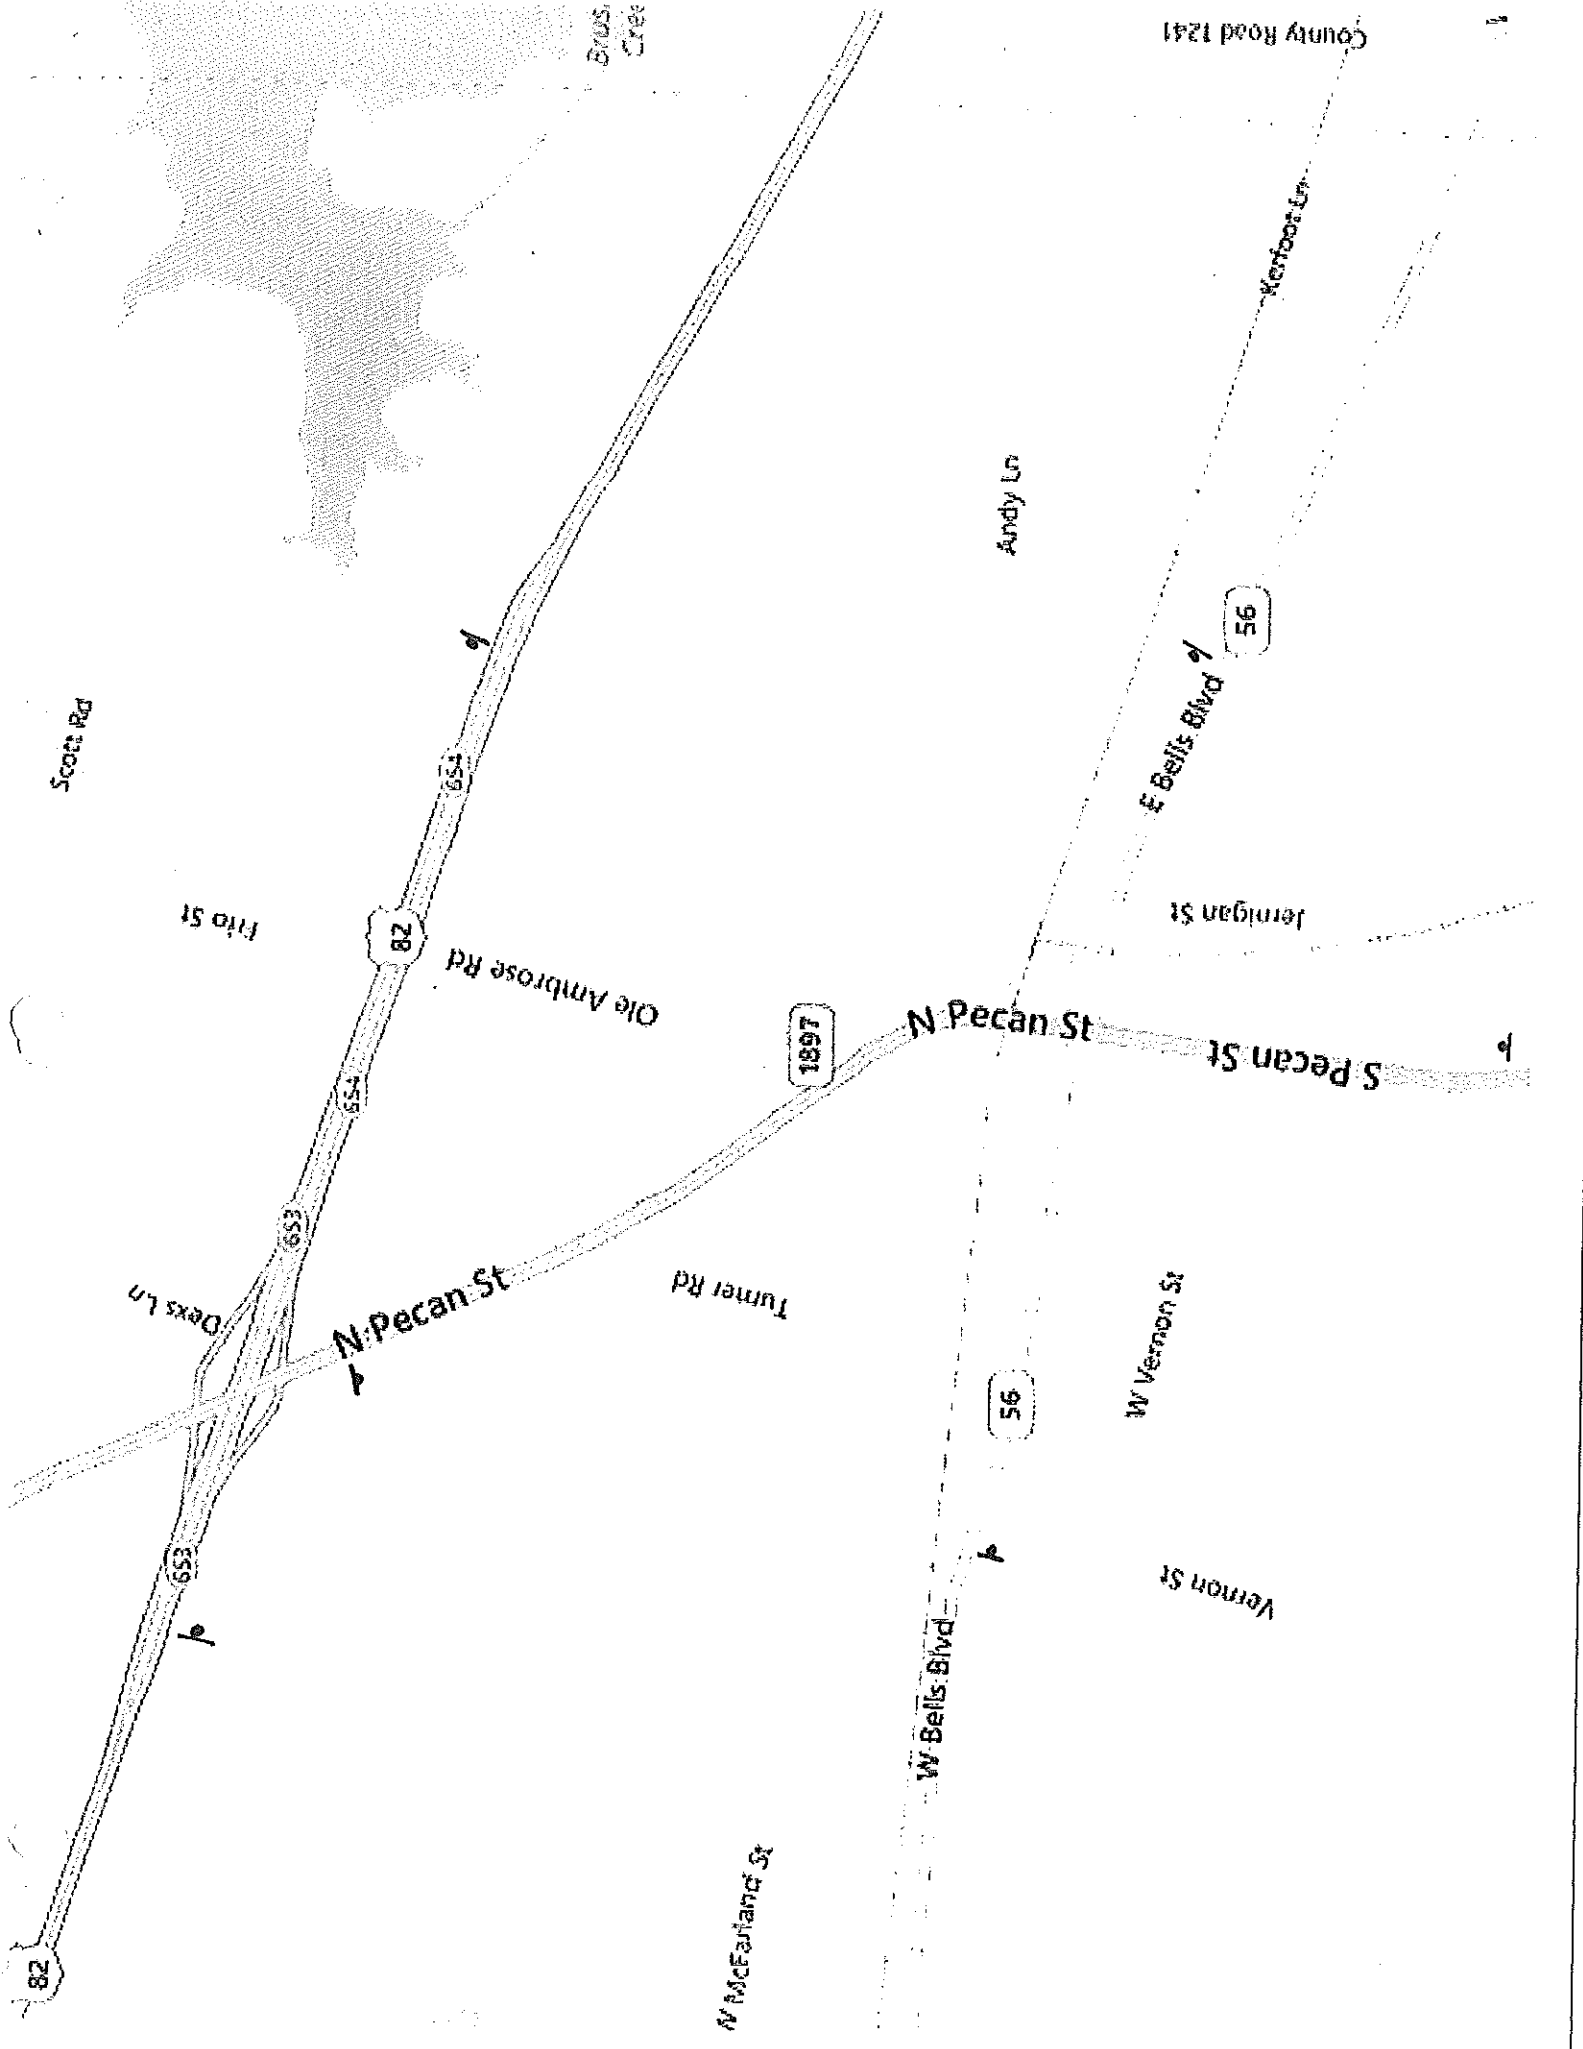 82
653
653
654
654
82
Scott Rd
Frio St
Dexs Ln
Ole Ambrose Rd
N Pecan St
Turner Rd
1897
N Pecan St
S Pecan St
Andy Ln
County Road 1241
Kerfoot Ln
E Bells Blvd
56
Jernigan St
56
W Vernon St
Vernon St
W Bells Blvd
N McFarland St